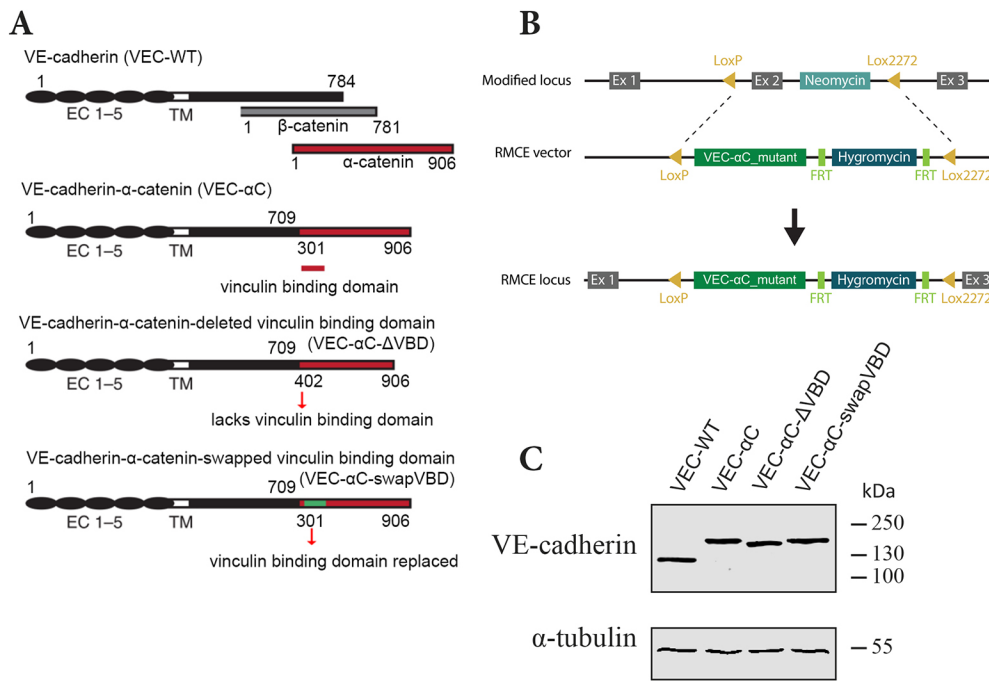 A
VE-cadherin (VEC-WT)
1 784
EC 1–5 TM β-catenin
1 781
α-catenin
1 906
VE-cadherin-α-catenin (VEC-αC)
1 709
EC 1–5 TM 301 906
vinculin binding domain
VE-cadherin-α-catenin-deleted vinculin binding domain
(VEC-αC-ΔVBD)
1 709
EC 1–5 TM 402 906
lacks vinculin binding domain
VE-cadherin-α-catenin-swapped vinculin binding domain
(VEC-αC-swapVBD)
1 709
EC 1–5 TM 301 906
vinculin binding domain replaced
B
LoxP Lox2272
Modified locus Ex 1 Ex 2 Neomycin Ex 3
RMCE vector VEC-αC_mutant Hygromycin
LoxP FRT FRT Lox2272
RMCE locus Ex 1 VEC-αC_mutant Hygromycin Ex 3
LoxP FRT FRT Lox2272
C
VEC-WT
VEC-αC
VEC-αC-ΔVBD
VEC-αC-swapVBD
kDa
VE-cadherin
250
130
100
α-tubulin
55